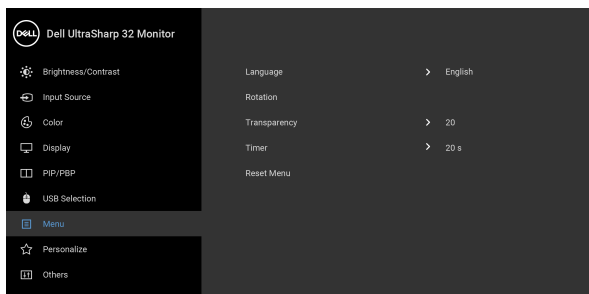 DELL Dell UltraSharp 32 Monitor
Brightness/Contrast
Language > English
Input Source
Rotation
Color
Transparency > 20
Display
Timer > 20 s
PIP/PBP
Reset Menu
USB Selection
Menu
Personalize
Others